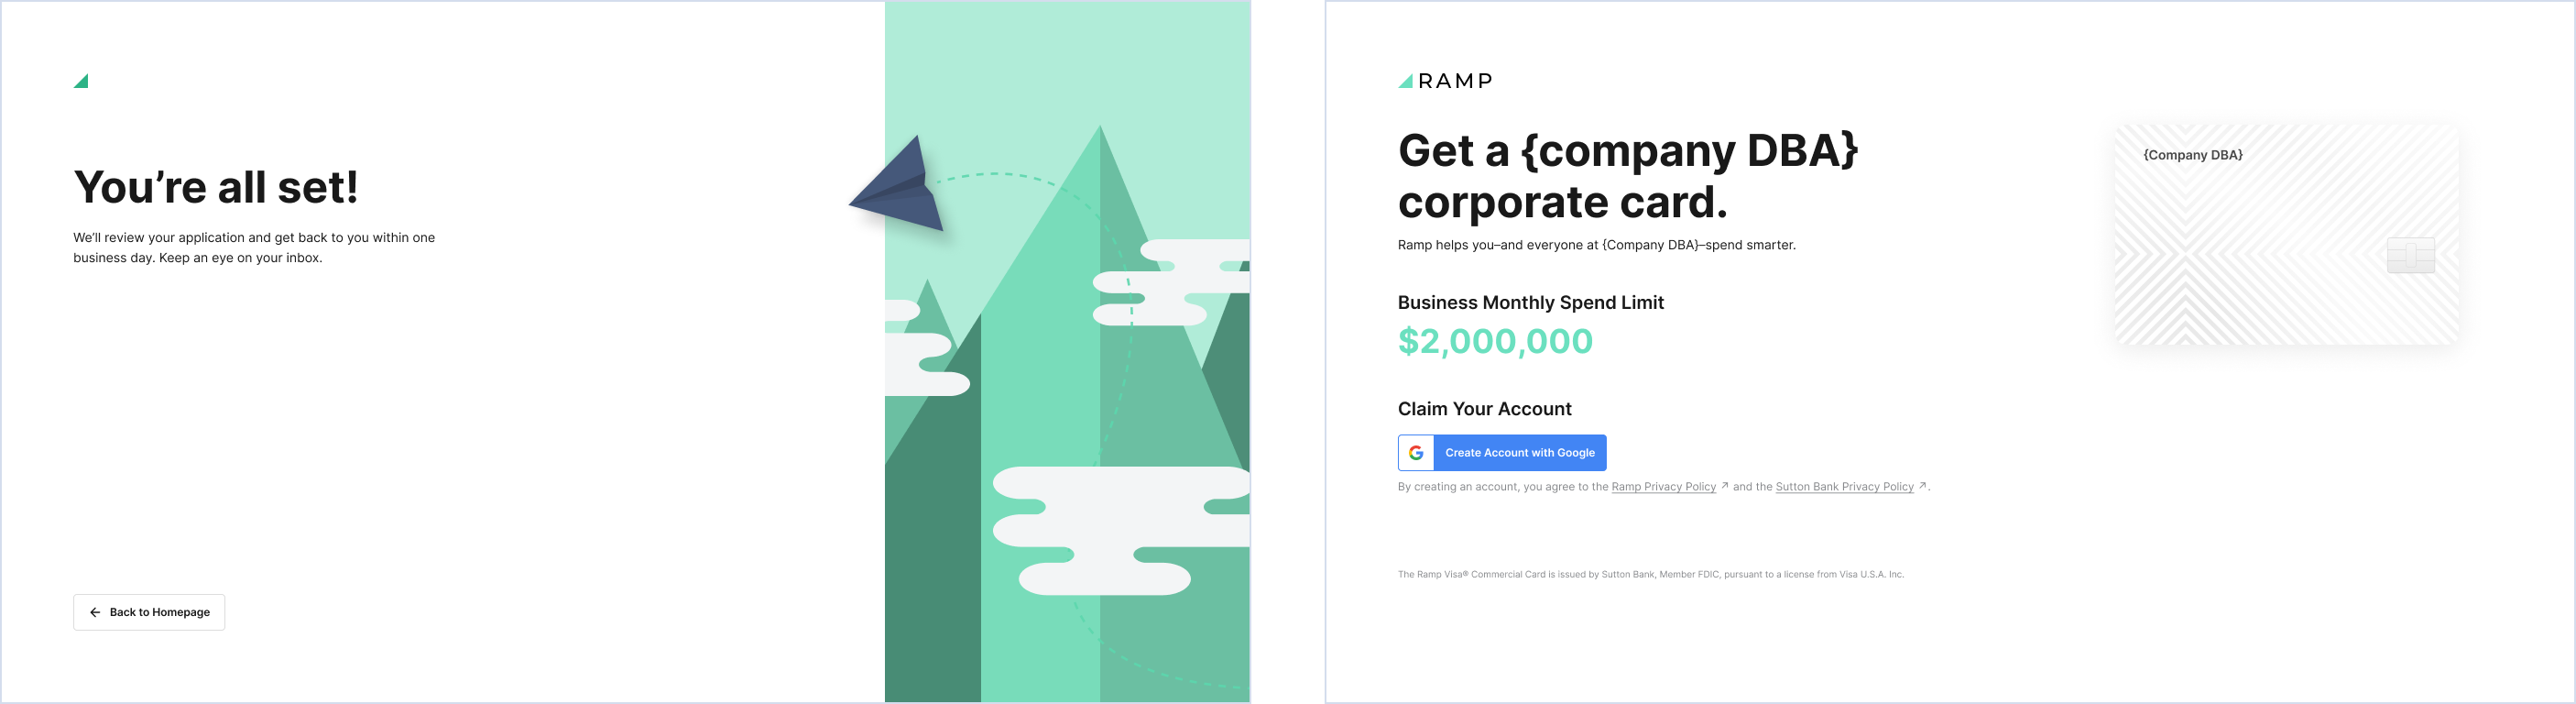 You’re all set!
We’ll review your application and get back to you within one
business day. Keep an eye on your inbox.
Back to Homepage
RAMP
Get a {company DBA}
corporate card.
Ramp helps you–and everyone at {Company DBA}–spend smarter.
Business Monthly Spend Limit
$2,000,000
Claim Your Account
Create Account with Google
By creating an account, you agree to the Ramp Privacy Policy ↗ and the Sutton Bank Privacy Policy ↗.
The Ramp Visa® Commercial Card is issued by Sutton Bank, Member FDIC, pursuant to a license from Visa U.S.A. Inc.
{Company DBA}